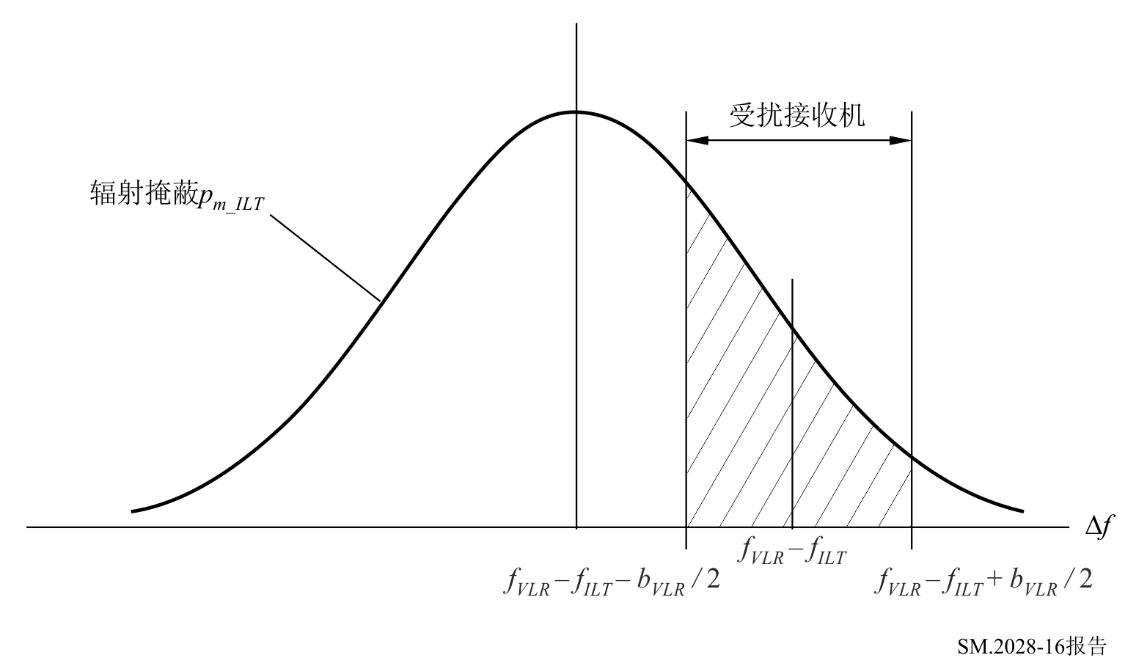 受扰接收机
辐射掩蔽p_{m_ILT}
Δf
f_{VLR} – f_{ILT}
f_{VLR} – f_{ILT} – b_{VLR} / 2
f_{VLR} – f_{ILT} + b_{VLR} / 2
SM.2028-16报告